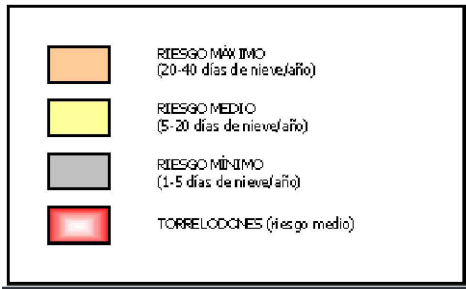 RIESGO MÁXIMO
(20-40 días de nieve/año)
RIESGO MEDIO
(5-20 días de nieve/año)
RIESGO MÍNIMO
(1-5 días de nieve/año)
TORRELODONES (riesgo medio)